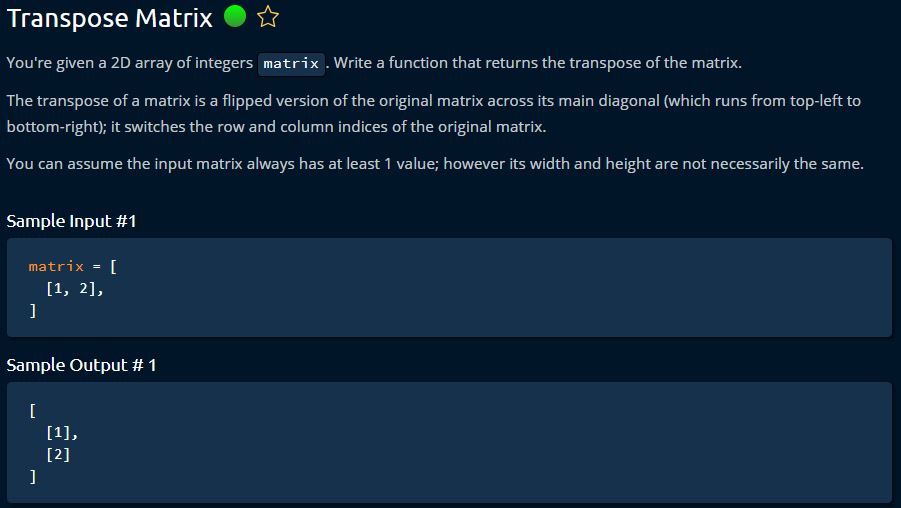 Transpose Matrix
You're given a 2D array of integers matrix. Write a function that returns the transpose of the matrix.
The transpose of a matrix is a flipped version of the original matrix across its main diagonal (which runs from top-left to
bottom-right); it switches the row and column indices of the original matrix.
You can assume the input matrix always has at least 1 value; however its width and height are not necessarily the same.
Sample Input #1
matrix = [
  [1, 2],
]
Sample Output # 1
[
  [1],
  [2]
]